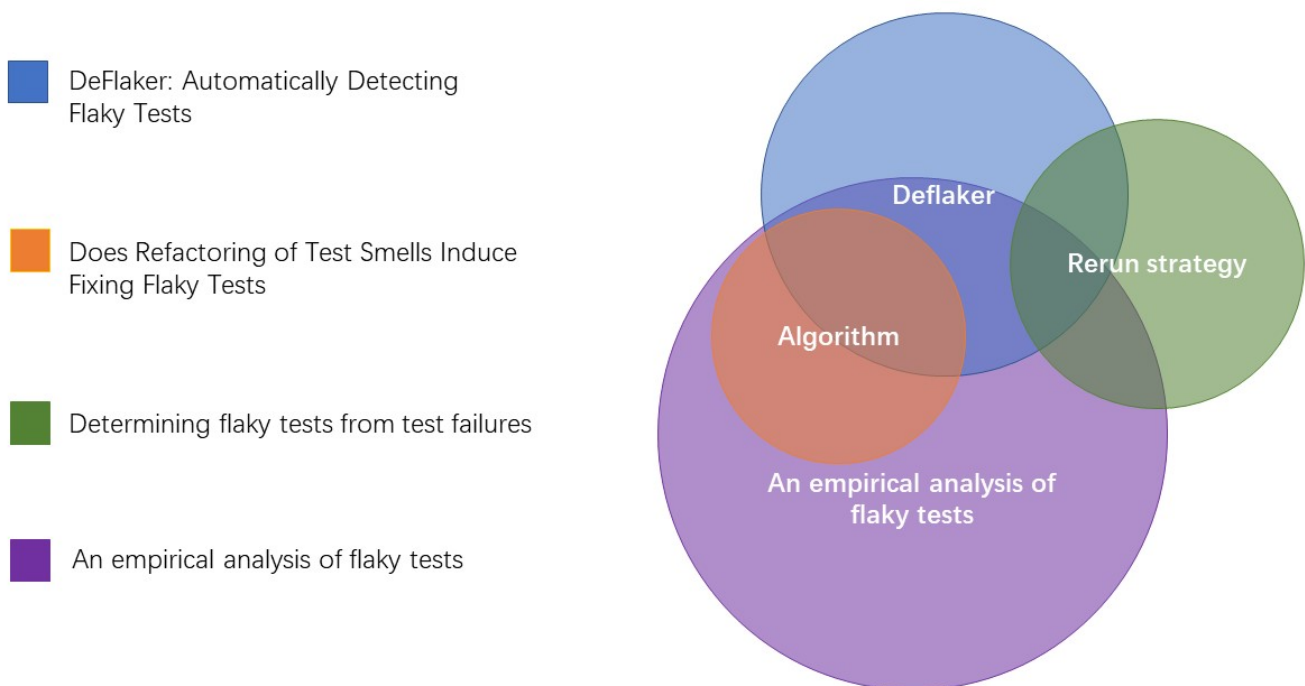 DeFlaker: Automatically Detecting
Flaky Tests
Does Refactoring of Test Smells Induce
Fixing Flaky Tests
Determining flaky tests from test failures
An empirical analysis of flaky tests
Deflaker
Rerun strategy
Algorithm
An empirical analysis of
flaky tests